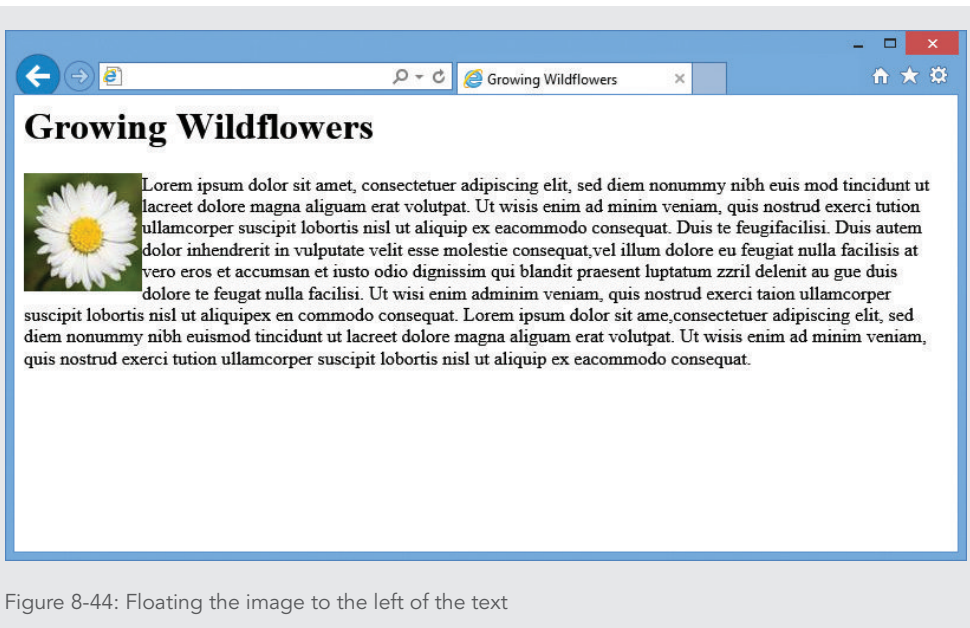 Growing Wildflowers
Growing Wildflowers
Lorem ipsum dolor sit amet, consectetuer adipiscing elit, sed diem nonummy nibh euis mod tincidunt ut
lacreet dolore magna aliguam erat volutpat. Ut wisis enim ad minim veniam, quis nostrud exerci tution
ullamcorper suscipit lobortis nisl ut aliquip ex eacommodo consequat. Duis te feugifacilisi. Duis autem
dolor inhendrerit in vulputate velit esse molestie consequat,vel illum dolore eu feugiat nulla facilisis at
vero eros et accumsan et iusto odio dignissim qui blandit praesent luptatum zzril delenit au gue duis
dolore te feugat nulla facilisi. Ut wisi enim adminim veniam, quis nostrud exerci taion ullamcorper
suscipit lobortis nisl ut aliquipex en commodo consequat. Lorem ipsum dolor sit ame,consectetuer adipiscing elit, sed
diem nonummy nibh euismod tincidunt ut lacreet dolore magna aliguam erat volutpat. Ut wisis enim ad minim veniam,
quis nostrud exerci tution ullamcorper suscipit lobortis nisl ut aliquip ex eacommodo consequat.
Figure 8-44: Floating the image to the left of the text